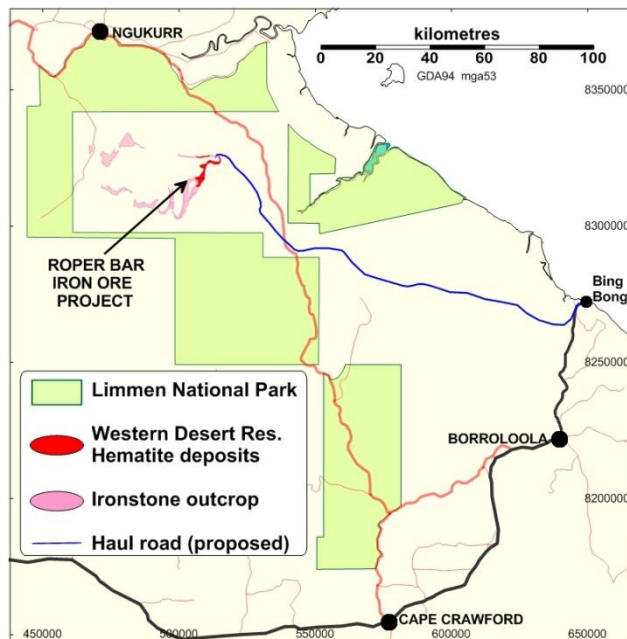 NGUKURR
kilometres
0 20 40 60 80 100
GDA94 mga53
8350000
8300000
ROPER BAR
IRON ORE
PROJECT
Bing
Bong
8250000
Limmen National Park
Western Desert Res.
Hematite deposits
BORROLOOLA
Ironstone outcrop
8200000
Haul road (proposed)
CAPE CRAWFORD
450000 500000 550000 600000 650000